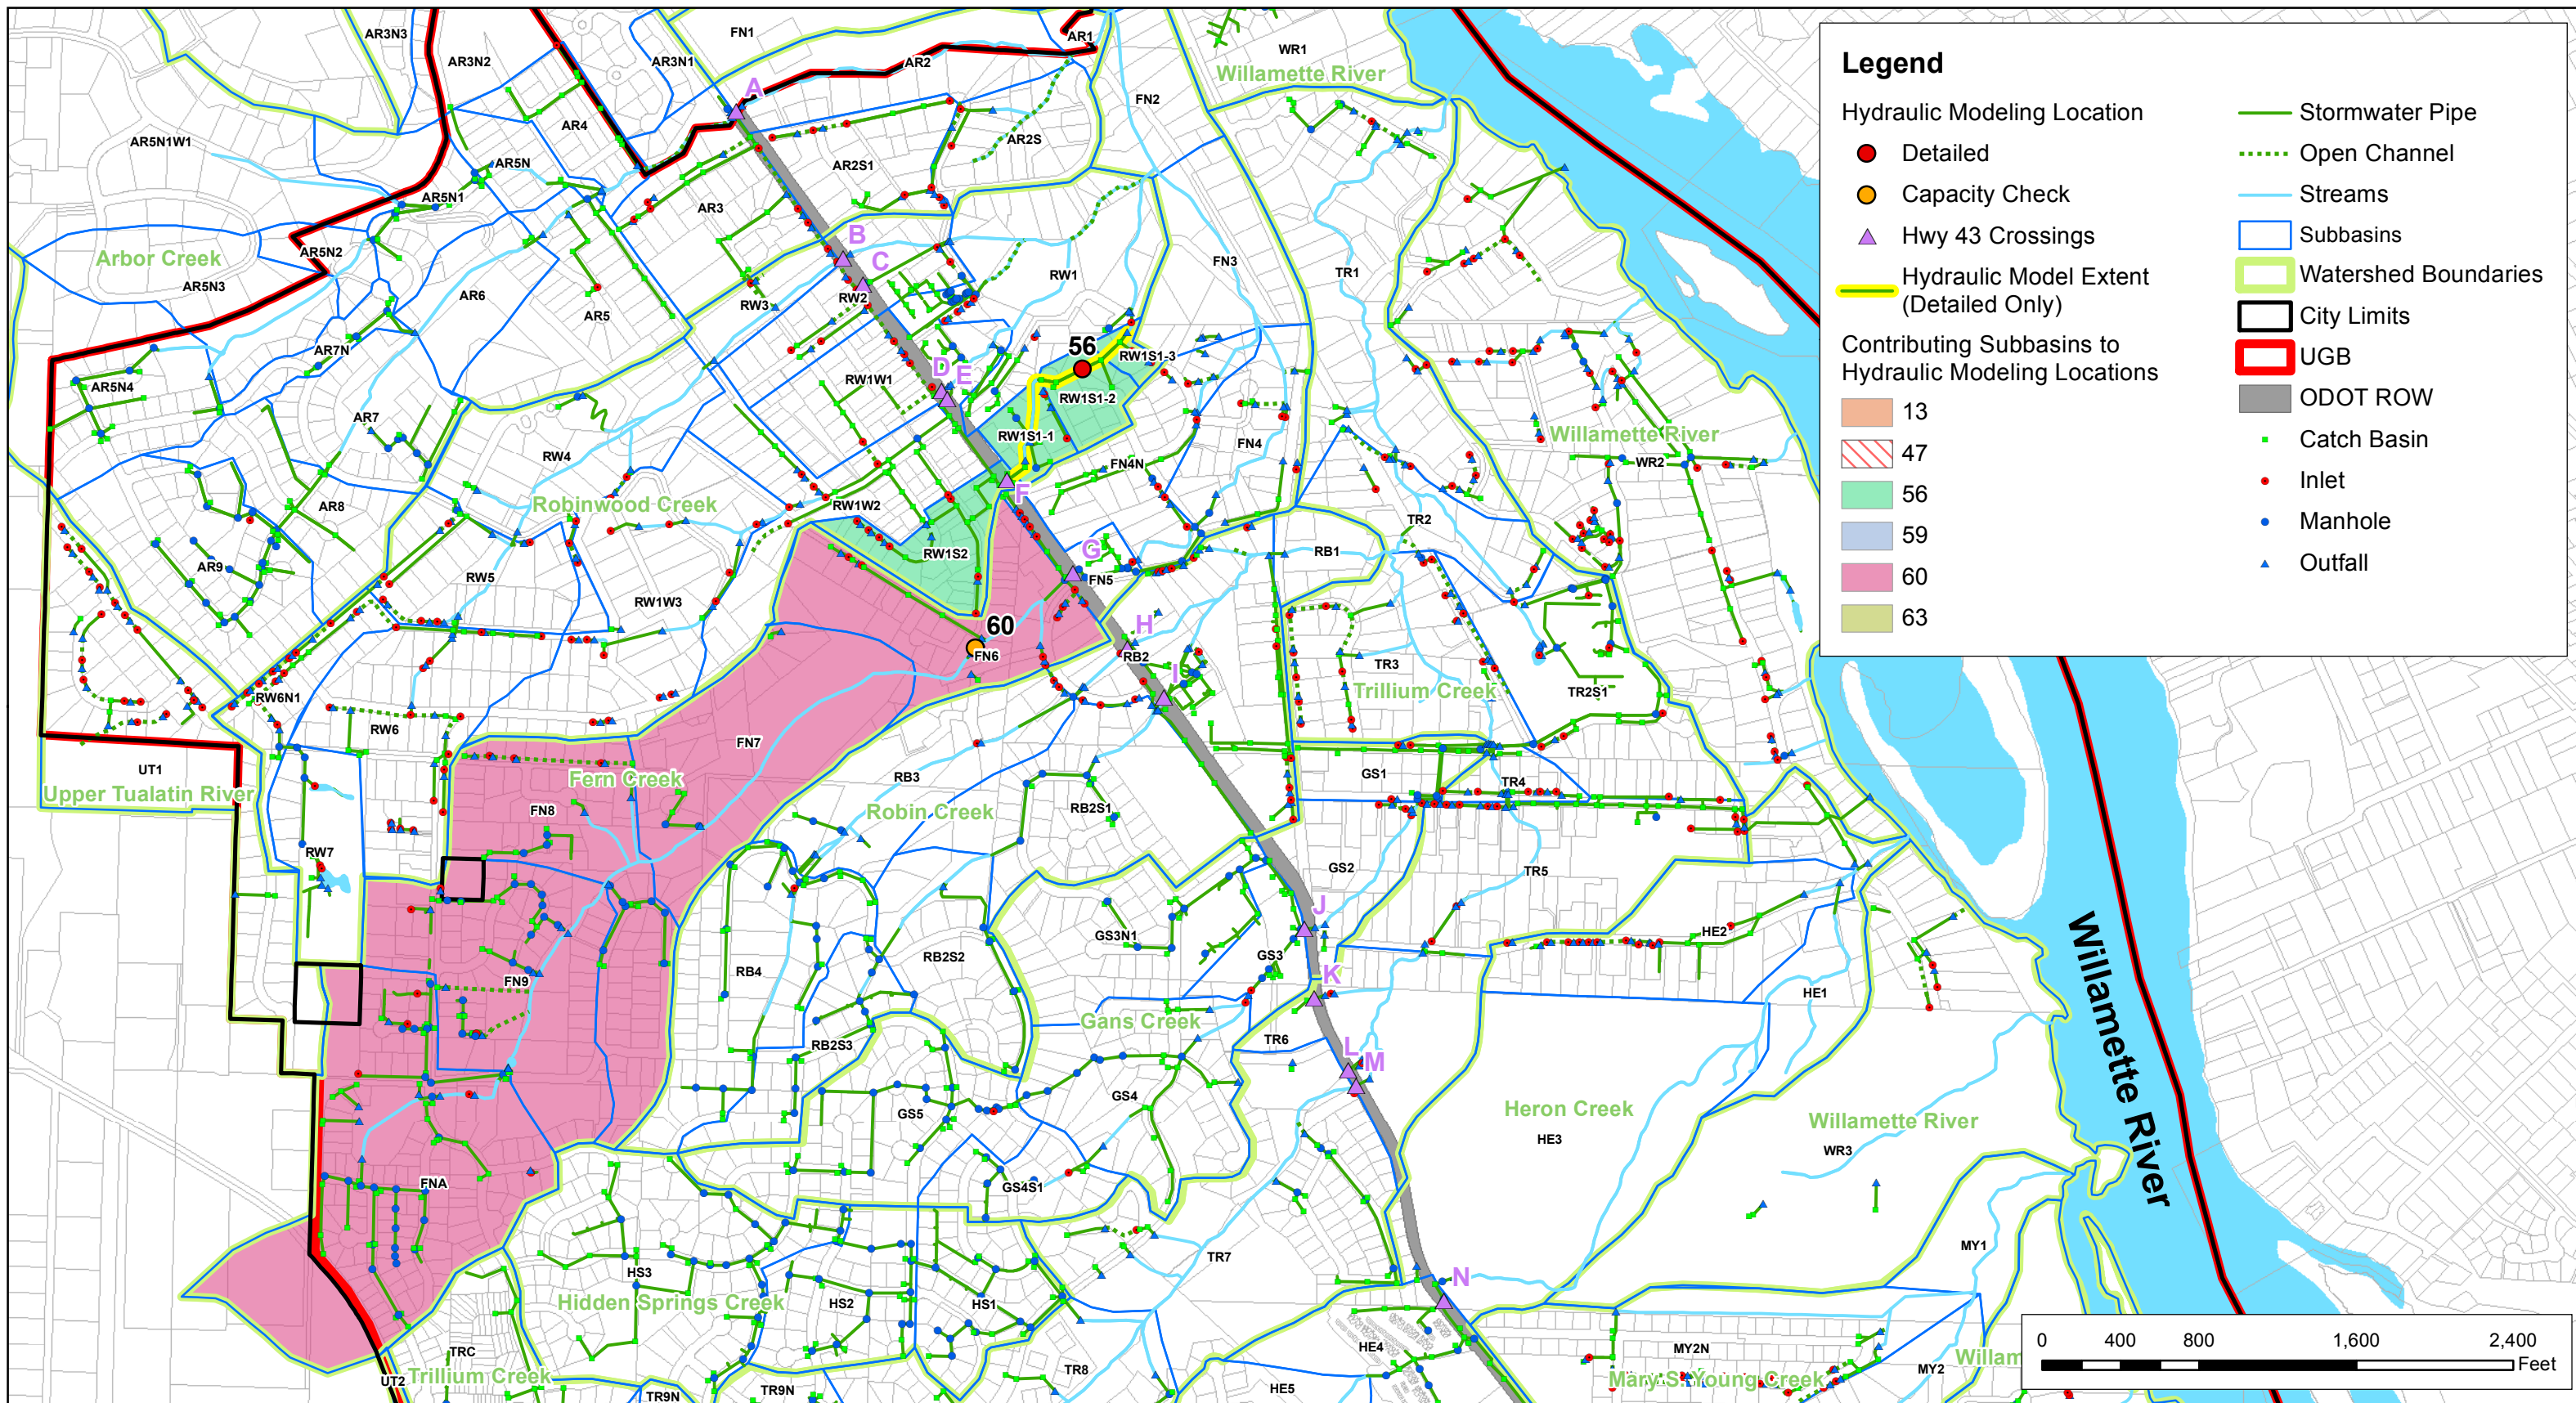 Legend
Hydraulic Modeling Location
Detailed
Capacity Check
Hwy 43 Crossings
Hydraulic Model Extent
(Detailed Only)
Contributing Subbasins to
Hydraulic Modeling Locations
13
47
56
59
60
63
Stormwater Pipe
Open Channel
Streams
Subbasins
Watershed Boundaries
City Limits
UGB
ODOT ROW
Catch Basin
Inlet
Manhole
Outfall
AR3N3
FN1
AR1
AR3N2
AR3N1
AR2
WR1
Willamette River
A
FN2
AR4
AR5N1W1
AR2S
AR5N
AR2S1
AR5N1
AR3
B
AR5N2
Arbor Creek
C
FN3
TR1
RW1
AR5N3
AR6
RW2
RW3
AR5
AR7N
56
RW1S1-3
D
E
RW1W1
AR5N4
RW1S1-2
AR7
RW1S1-1
Willamette River
FN4
RW4
FN4N
WR2
F
Robinwood Creek
RW1W2
AR8
TR2
G
RB1
RW1S2
AR9
RW5
FN5
RW1W3
60
H
FN6
RB2
TR3
I
Trillium Creek
TR2S1
RW6N1
RW6
FN7
UT1
GS1
Fern Creek
RB3
TR4
Upper Tualatin River
FN8
Robin Creek
RB2S1
RW7
GS2
TR5
J
GS3N1
HE2
GS3
RB2S2
RB4
K
FN9
HE1
Gans Creek
TR6
RB2S3
L
M
GS4
Heron Creek
GS5
Willamette River
HE3
WR3
Willamette River
FNA
GS4S1
TR7
MY1
HS3
N
Hidden Springs Creek
HS2
HS1
0
400
800
1,600
2,400
Feet
TRC
HE4
MY2N
Willam
Trillium Creek
TR8
MY2
UT2
Mary S. Young Creek
TR9N
TR9N
HE5